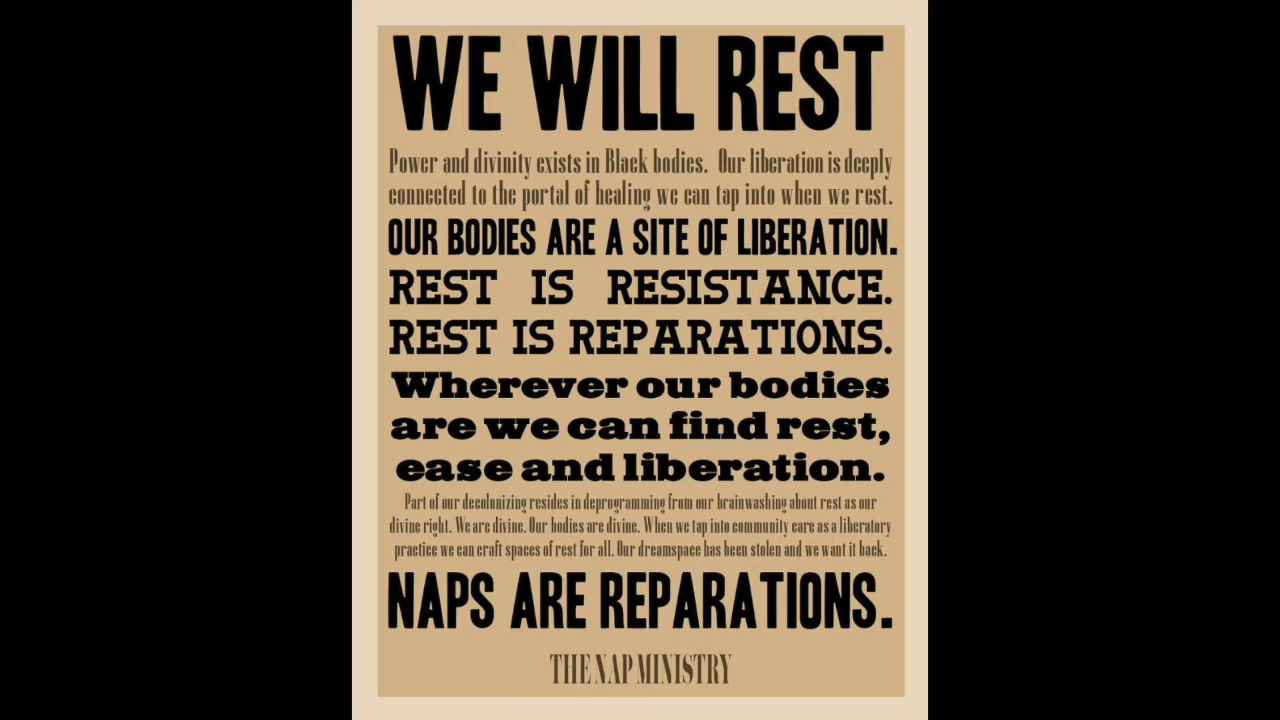 WE WILL REST
Power and divinity exists in Black bodies. Our liberation is deeply
connected to the portal of healing we can tap into when we rest.
OUR BODIES ARE A SITE OF LIBERATION.
REST IS RESISTANCE.
REST IS REPARATIONS.
Wherever our bodies
are we can find rest,
ease and liberation.
Part of our decolonizing resides in deprogramming from our brainwashing about rest as our
divine right. We are divine. Our bodies are divine. When we tap into community care as a liberatory
practice we can craft spaces of rest for all. Our dreamspace has been stolen and we want it back.
NAPS ARE REPARATIONS.
THE NAP MINISTRY